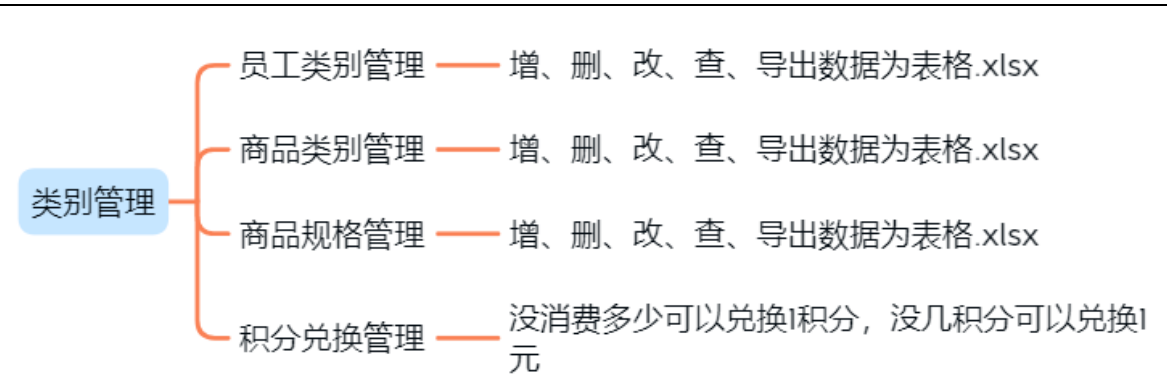 员工类别管理 增、删、改、查、导出数据为表格.xlsx
商品类别管理 增、删、改、查、导出数据为表格.xlsx
类别管理
商品规格管理 增、删、改、查、导出数据为表格.xlsx
积分兑换管理
没消费多少可以兑换1积分，没几积分可以兑换1
元